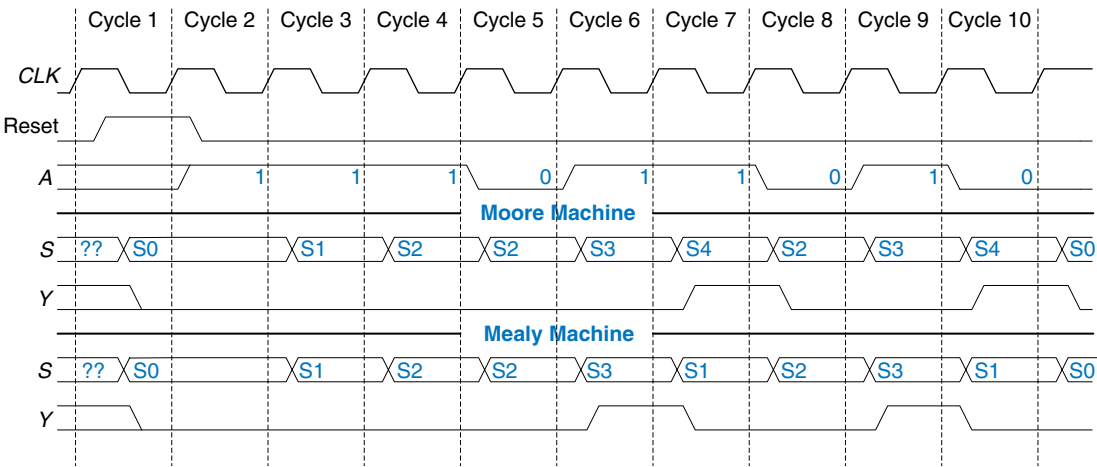 Cycle 1 Cycle 2 Cycle 3 Cycle 4 Cycle 5 Cycle 6 Cycle 7 Cycle 8 Cycle 9 Cycle 10
CLK
Reset
A 1 1 1 0 1 1 0 1 0
Moore Machine
S ?? S0 S1 S2 S2 S3 S4 S2 S3 S4 S0
Y
Mealy Machine
S ?? S0 S1 S2 S2 S3 S1 S2 S3 S1 S0
Y